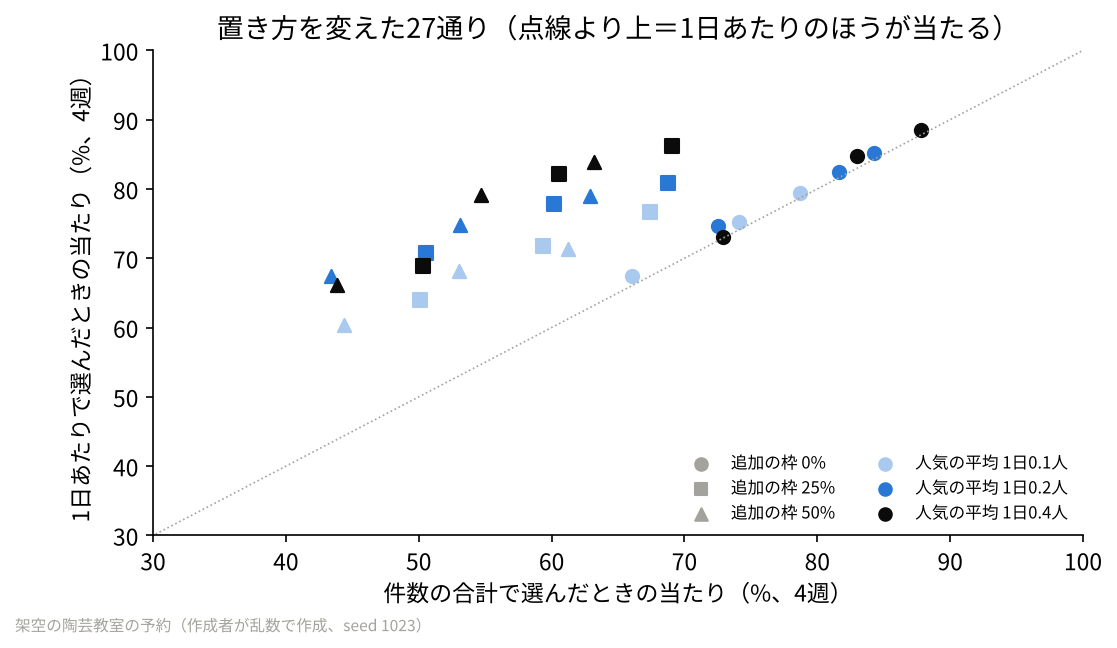 置き方を変えた27通り（点線より上＝1日あたりのほうが当たる）
1日あたりで選んだときの当たり（%、4週）
100
90
80
70
60
50
40
30
30 40 50 60 70 80 90 100
追加の枠 0%
追加の枠 25%
追加の枠 50%
人気の平均 1日0.1人
人気の平均 1日0.2人
人気の平均 1日0.4人
件数の合計で選んだときの当たり（%、4週）
架空の陶芸教室の予約（作成者が乱数で作成、seed 1023）